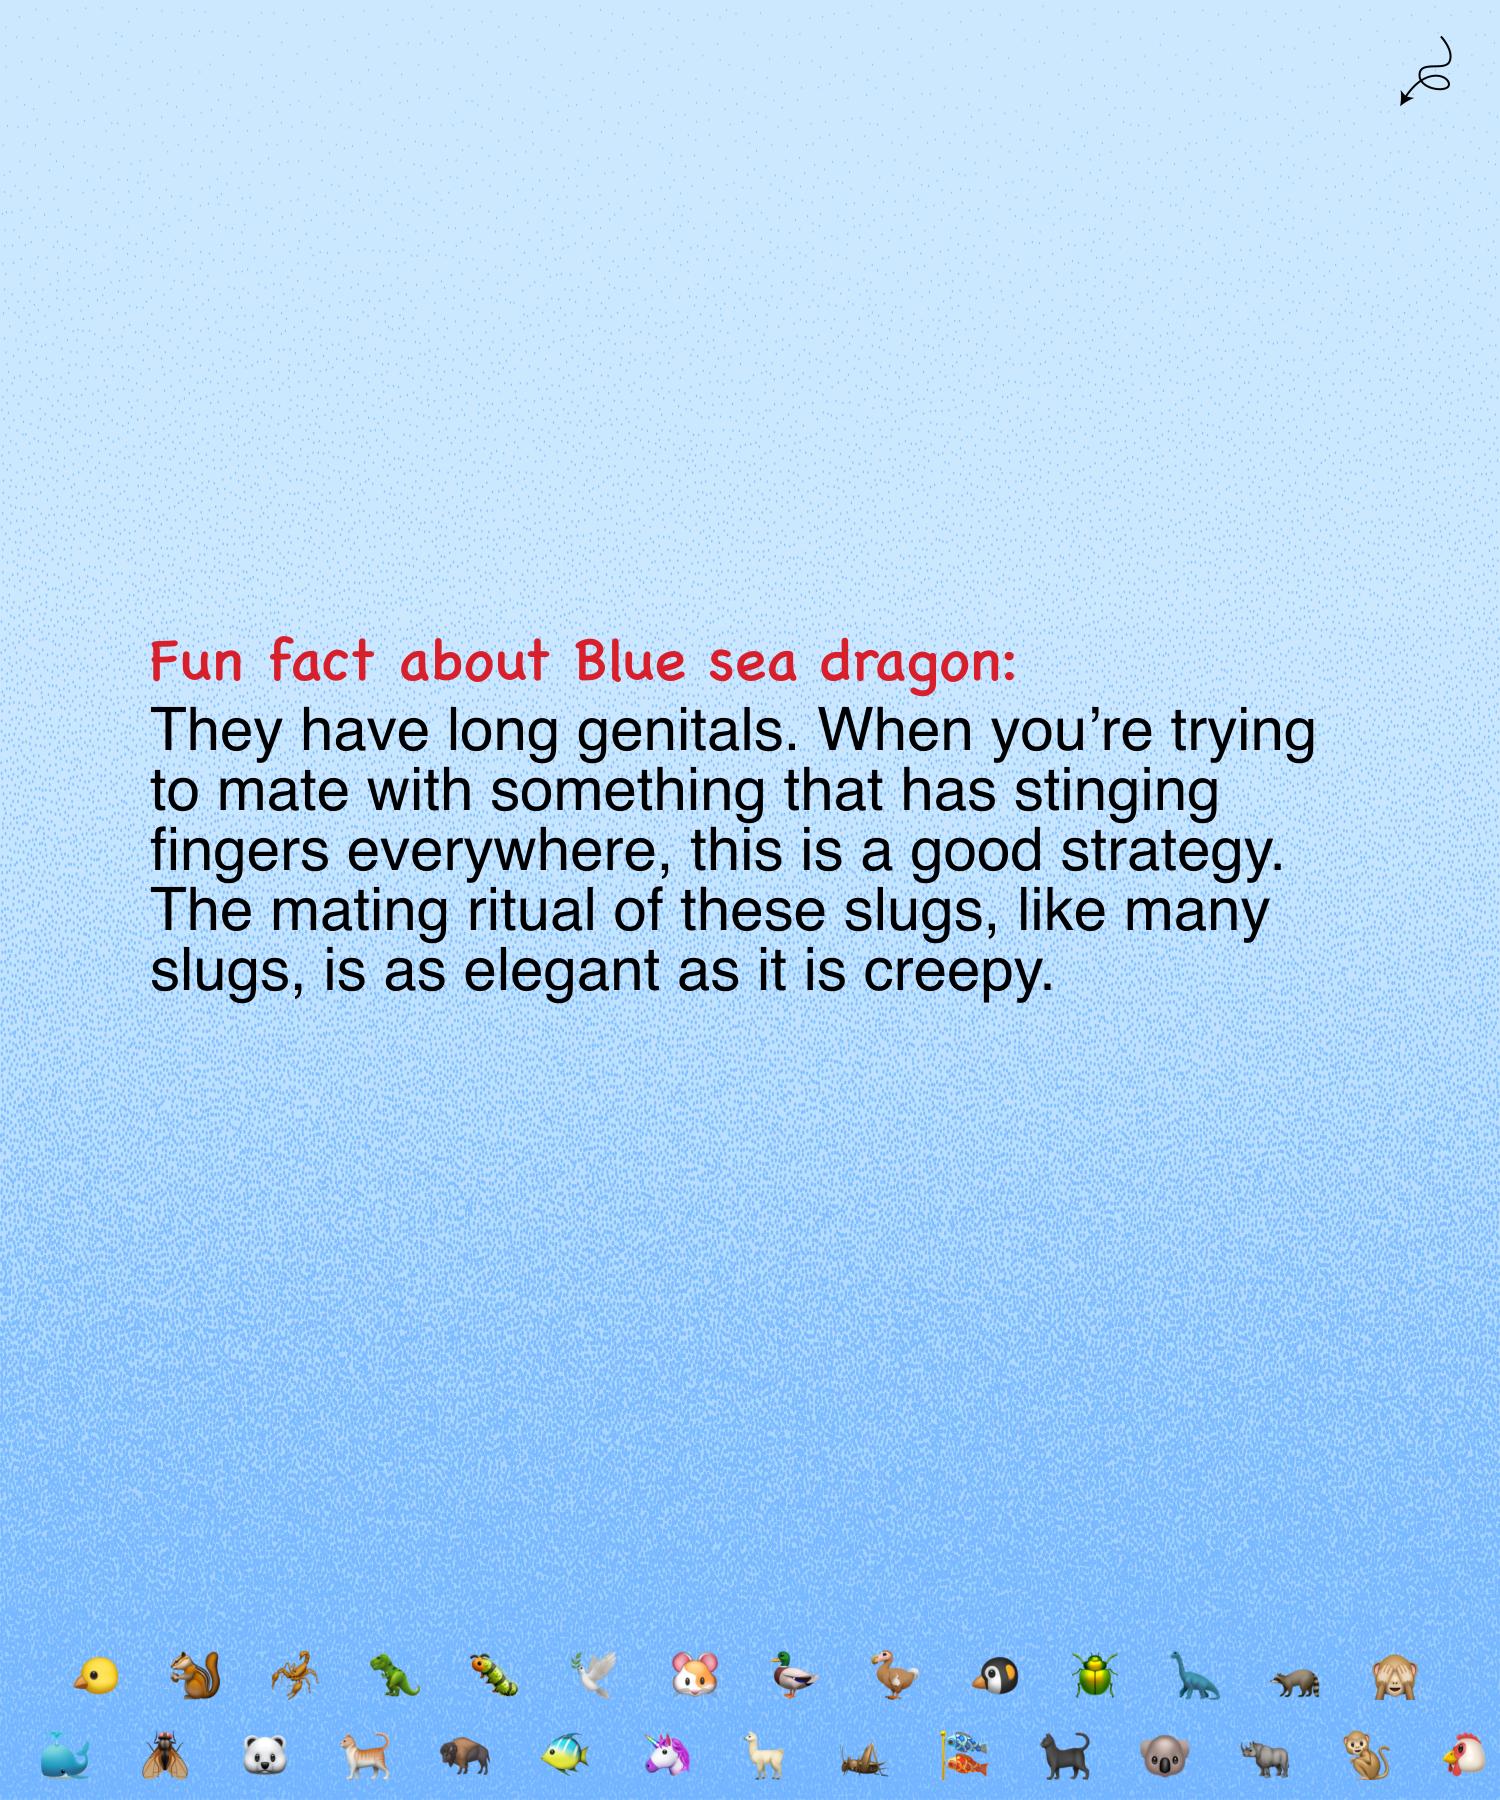 Fun fact about Blue sea dragon:
They have long genitals. When you’re trying
to mate with something that has stinging
fingers everywhere, this is a good strategy.
The mating ritual of these slugs, like many
slugs, is as elegant as it is creepy.